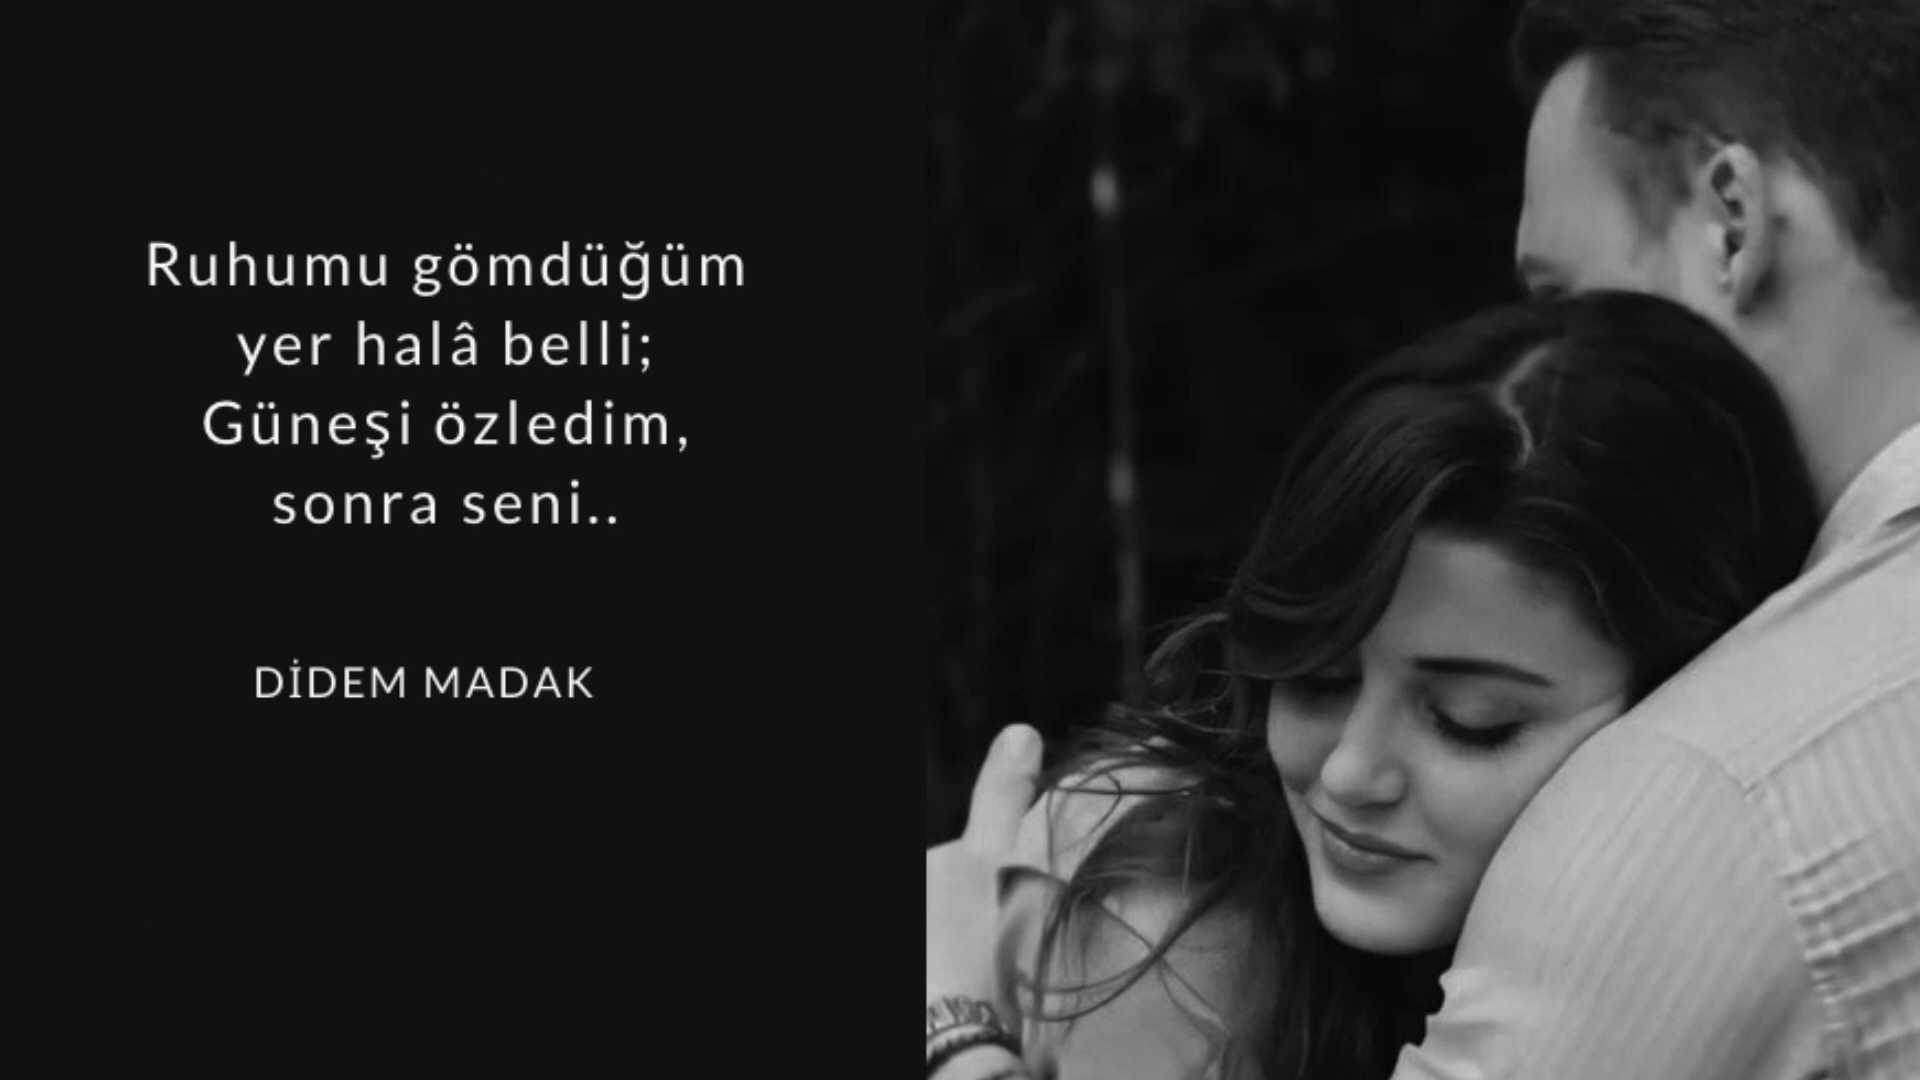 Ruhumu gömdüğüm
yer halâ belli;
Güneşi özledim,
sonra seni..
DİDEM MADAK